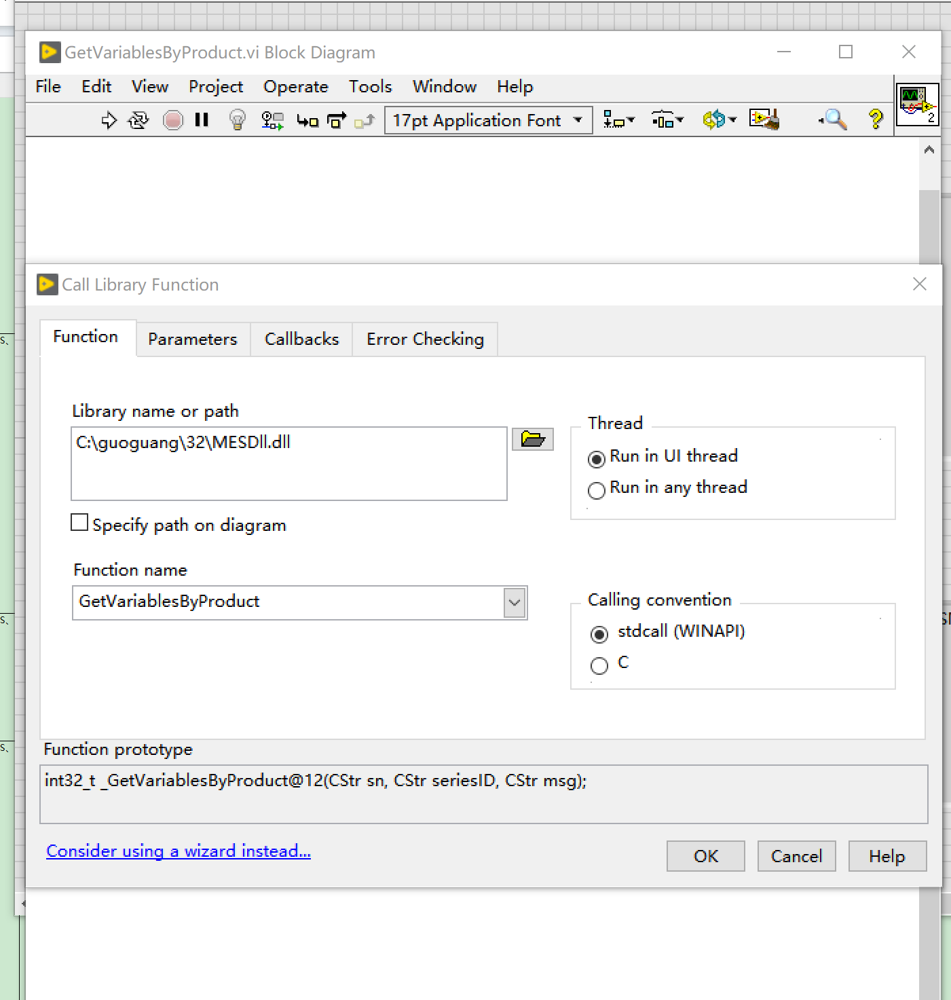 GetVariablesByProduct.vi Block Diagram
File Edit View Project Operate Tools Window Help
17pt Application Font
2
Call Library Function
Function Parameters Callbacks Error Checking
Library name or path
C:\guoguang\32\MESDll.dll
Specify path on diagram
Function name
GetVariablesByProduct
Thread
Run in UI thread
Run in any thread
Calling convention
stdcall (WINAPI)
C
Function prototype
int32_t _GetVariablesByProduct@12(CStr sn, CStr seriesID, CStr msg);
Consider using a wizard instead...
OK Cancel Help
s、
s、
s、